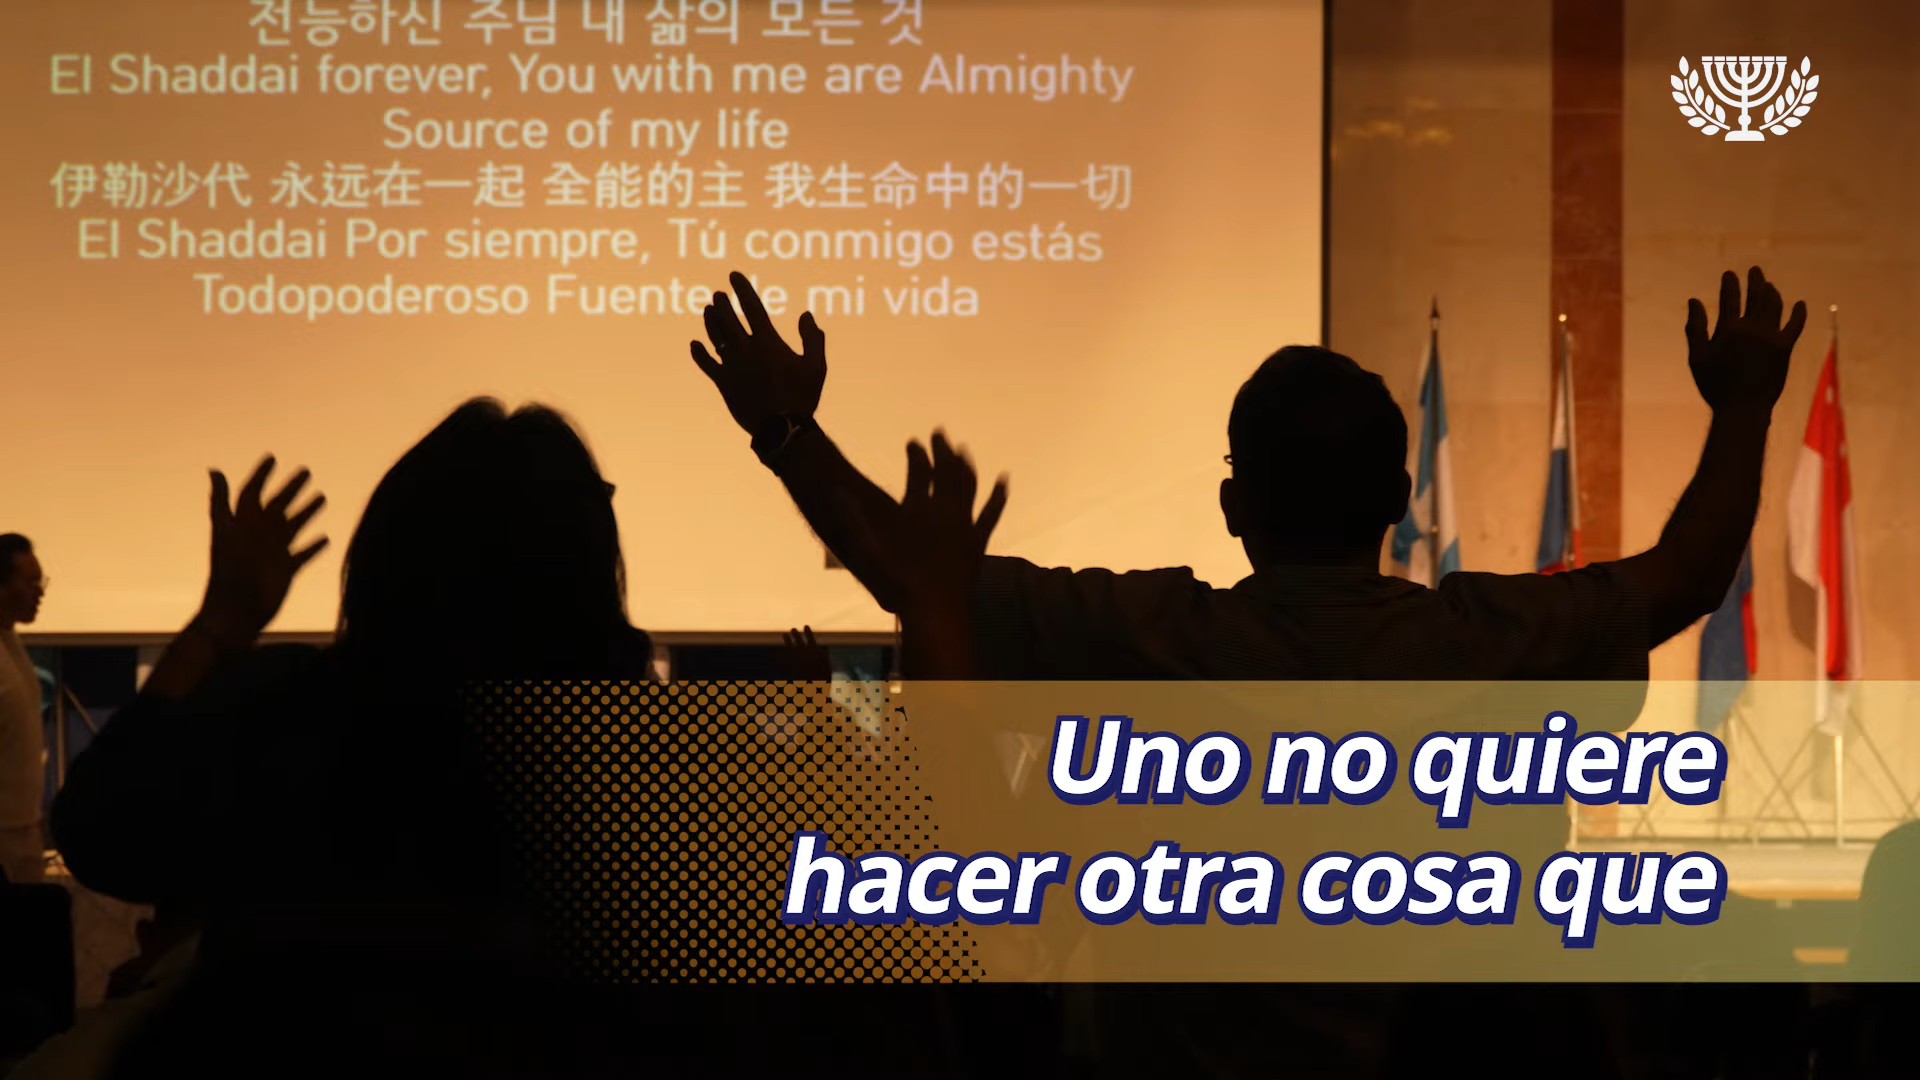 전능하신 주님 내 삶의 모든 것
El Shaddai forever, You with me are Almighty
Source of my life
伊勒沙代 永远在一起 全能的主 我生命中的一切
El Shaddai Por siempre, Tú conmigo estás
Todopoderoso Fuente de mi vida
Uno no quiere
hacer otra cosa que